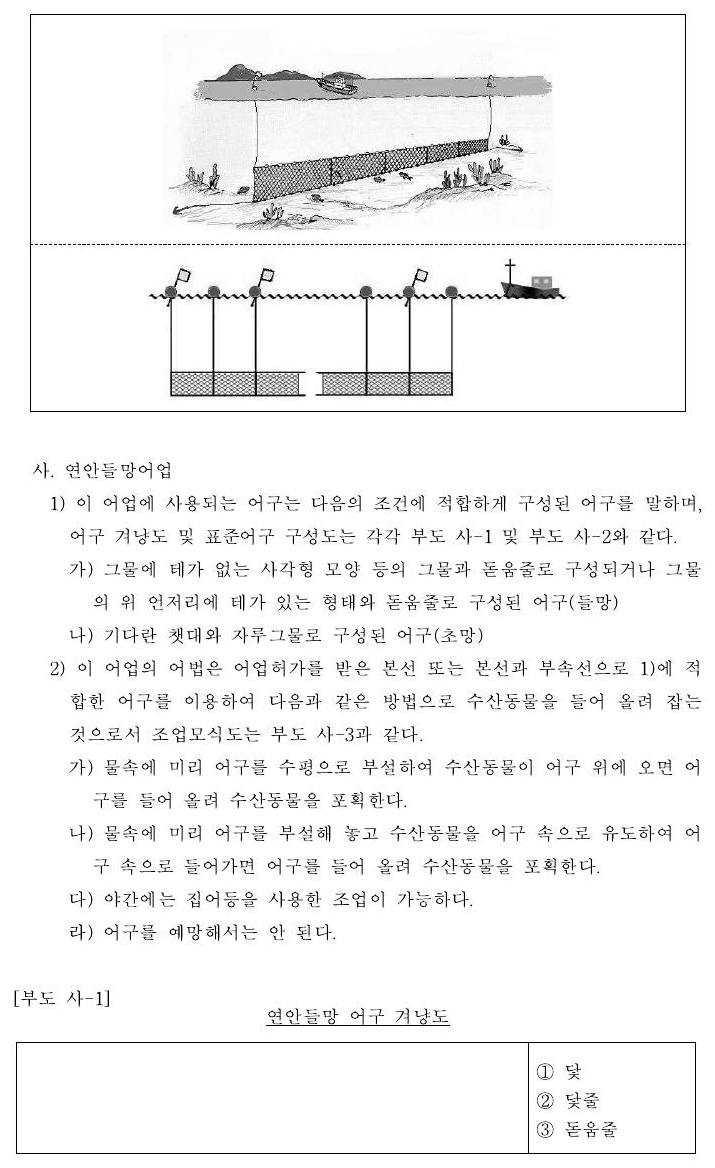 사. 연안들망어업
1) 이 어업에 사용되는 어구는 다음의 조건에 적합하게 구성된 어구를 말하며,
어구 겨냥도 및 표준어구 구성도는 각각 부도 사-1 및 부도 사-2와 같다.
가) 그물에 테가 없는 사각형 모양 등의 그물과 돋움줄로 구성되거나 그물
의 위 언저리에 테가 있는 형태와 돋움줄로 구성된 어구(들망)
나) 기다란 챗대와 자루그물로 구성된 어구(초망)
2) 이 어업의 어법은 어업허가를 받은 본선 또는 본선과 부속선으로 1)에 적
합한 어구를 이용하여 다음과 같은 방법으로 수산동물을 들어 올려 잡는
것으로서 조업모식도는 부도 사-3과 같다.
가) 물속에 미리 어구를 수평으로 부설하여 수산동물이 어구 위에 오면 어
구를 들어 올려 수산동물을 포획한다.
나) 물속에 미리 어구를 부설해 놓고 수산동물을 어구 속으로 유도하여 어
구 속으로 들어가면 어구를 들어 올려 수산동물을 포획한다.
다) 야간에는 집어등을 사용한 조업이 가능하다.
라) 어구를 예망해서는 안 된다.
[부도 사-1]
연안들망 어구 겨냥도
① 닻
② 닻줄
③ 돋움줄